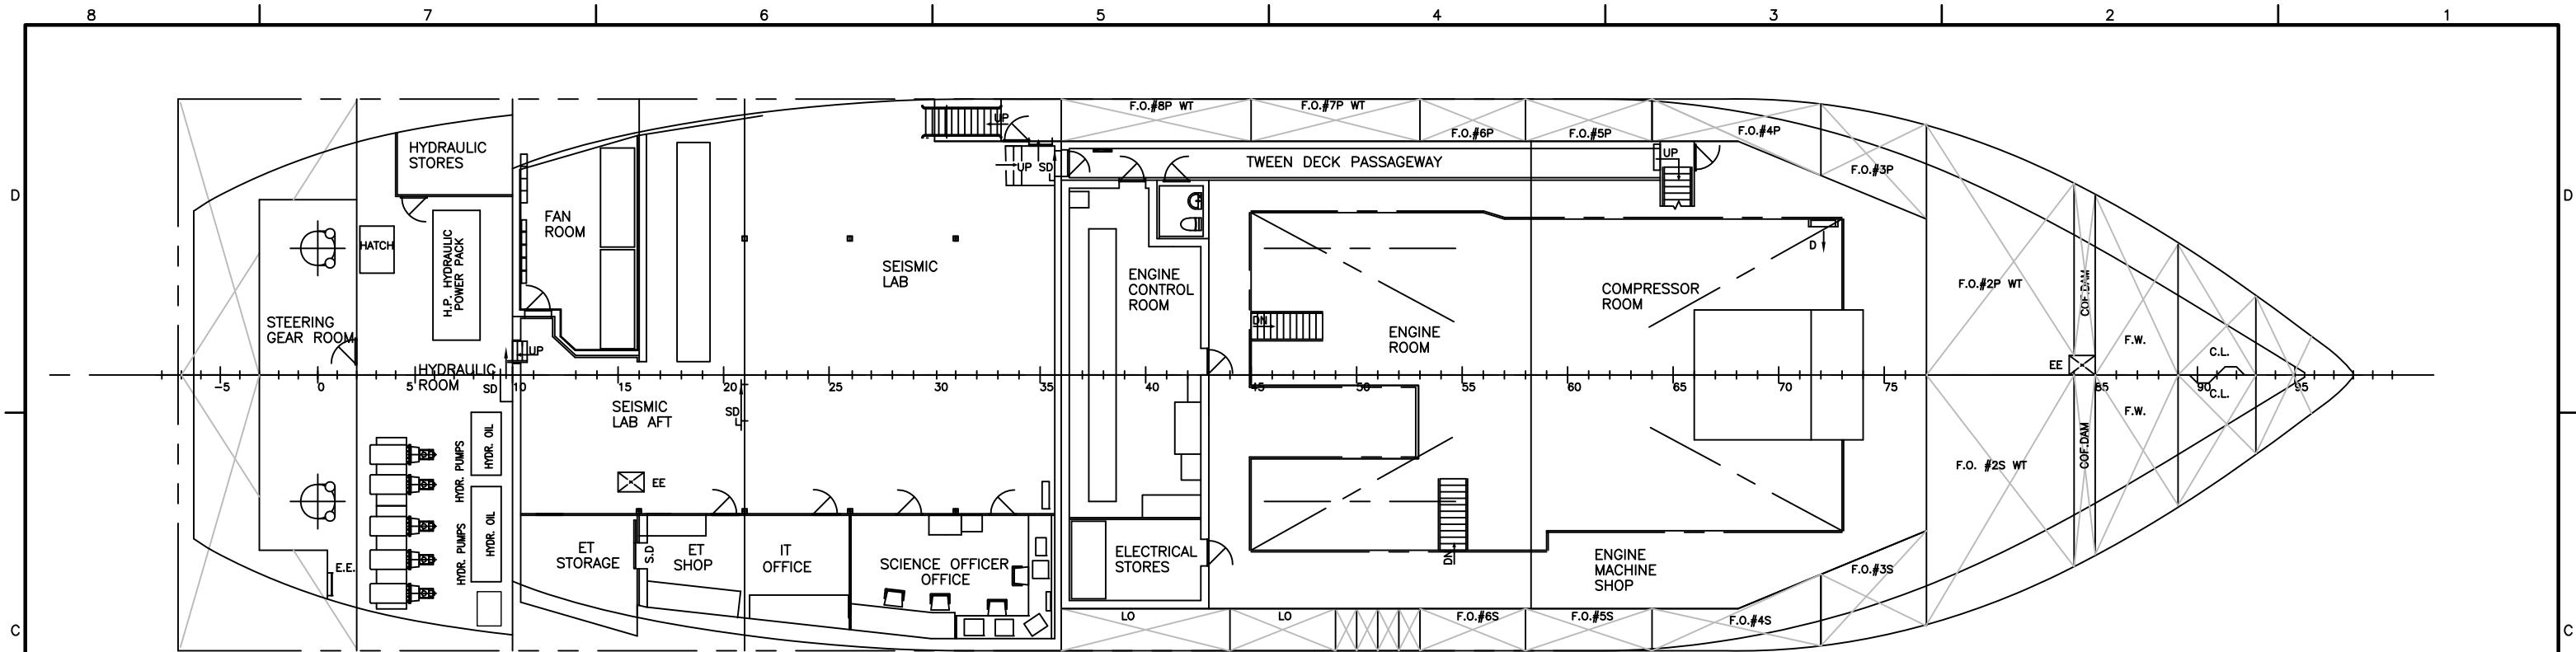 8 7 6 5 4 3 2 1
F.O.#8P WT
F.O.#7P WT
F.O.#6P
F.O.#5P
F.O.#4P
F.O.#3P
UP
UP SD
L
HYDRAULIC
STORES
TWEEN DECK PASSAGEWAY
UP
D
D
FAN
ROOM
HATCH
H.P. HYDRAULIC
POWER PACK
SEISMIC
LAB
ENGINE
CONTROL
ROOM
COMPRESSOR
ROOM
D
F.O.#2P WT
COF.DAM
STEERING
GEAR ROOM
DN
ENGINE
ROOM
F.W.
C.L.
UP
EE
HYDRAULIC
ROOM
SD
-5 0 5 10 15 20 25 30 35 40 45 50 55 60 65 70 75 85 90 95
C.L.
SEISMIC
LAB AFT
SD
L
F.W.
HYDR. PUMPS
HYDR. OIL
COF.DAM
F.O. #2S WT
EE
HYDR. PUMPS
HYDR. OIL
E.E.
ET
STORAGE
S.D
ET
SHOP
IT
OFFICE
SCIENCE OFFICER
OFFICE
ELECTRICAL
STORES
DN
ENGINE
MACHINE
SHOP
F.O.#3S
LO
LO
F.O.#6S
F.O.#5S
F.O.#4S
C
C